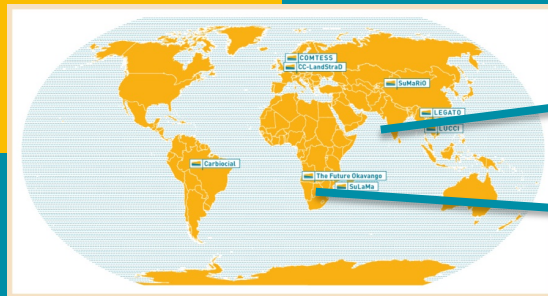 COMTESS
CC-LandStraD
SuMaRiO
LEGATO
LUCCI
Carbiocial
The Future Okavango
SuLaMa